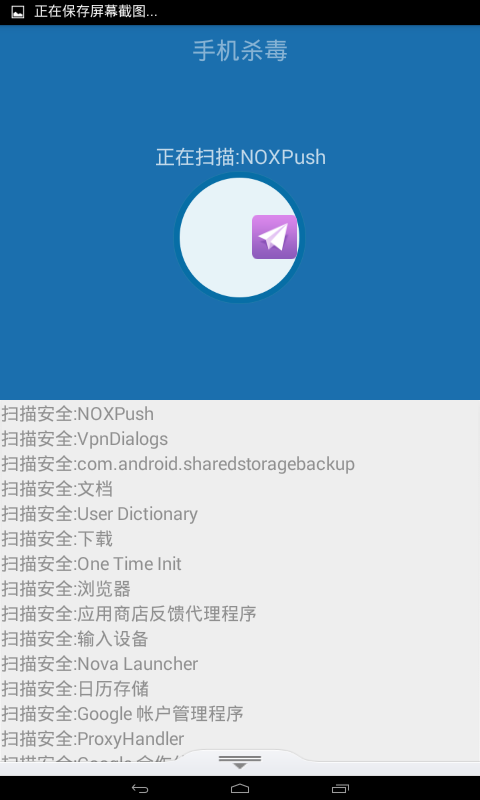 正在保存屏幕截图...
手机杀毒
正在扫描:NOXPush
扫描安全:NOXPush
扫描安全:VpnDialogs
扫描安全:com.android.sharedstoragebackup
扫描安全:文档
扫描安全:User Dictionary
扫描安全:下载
扫描安全:One Time Init
扫描安全:浏览器
扫描安全:应用商店反馈代理程序
扫描安全:输入设备
扫描安全:Nova Launcher
扫描安全:日历存储
扫描安全:Google 帐户管理程序
扫描安全:ProxyHandler
扫描安全:Google